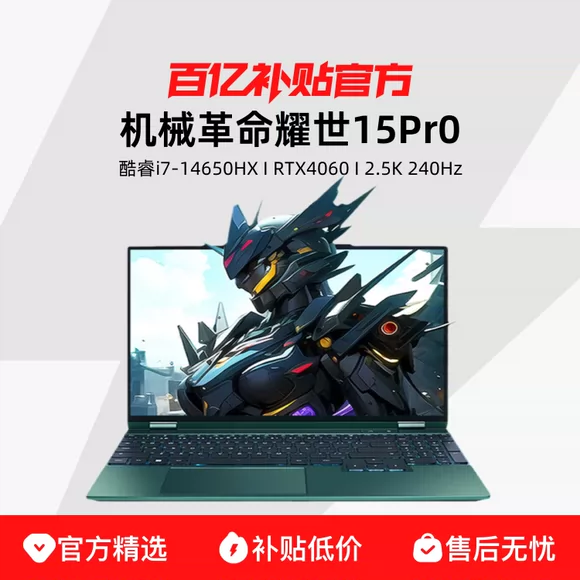 百亿补贴官方
机械革命耀世15Pr0
酷睿i7-14650HX I RTX4060 I 2.5K 240Hz
官方精选
补贴低价
售后无忧